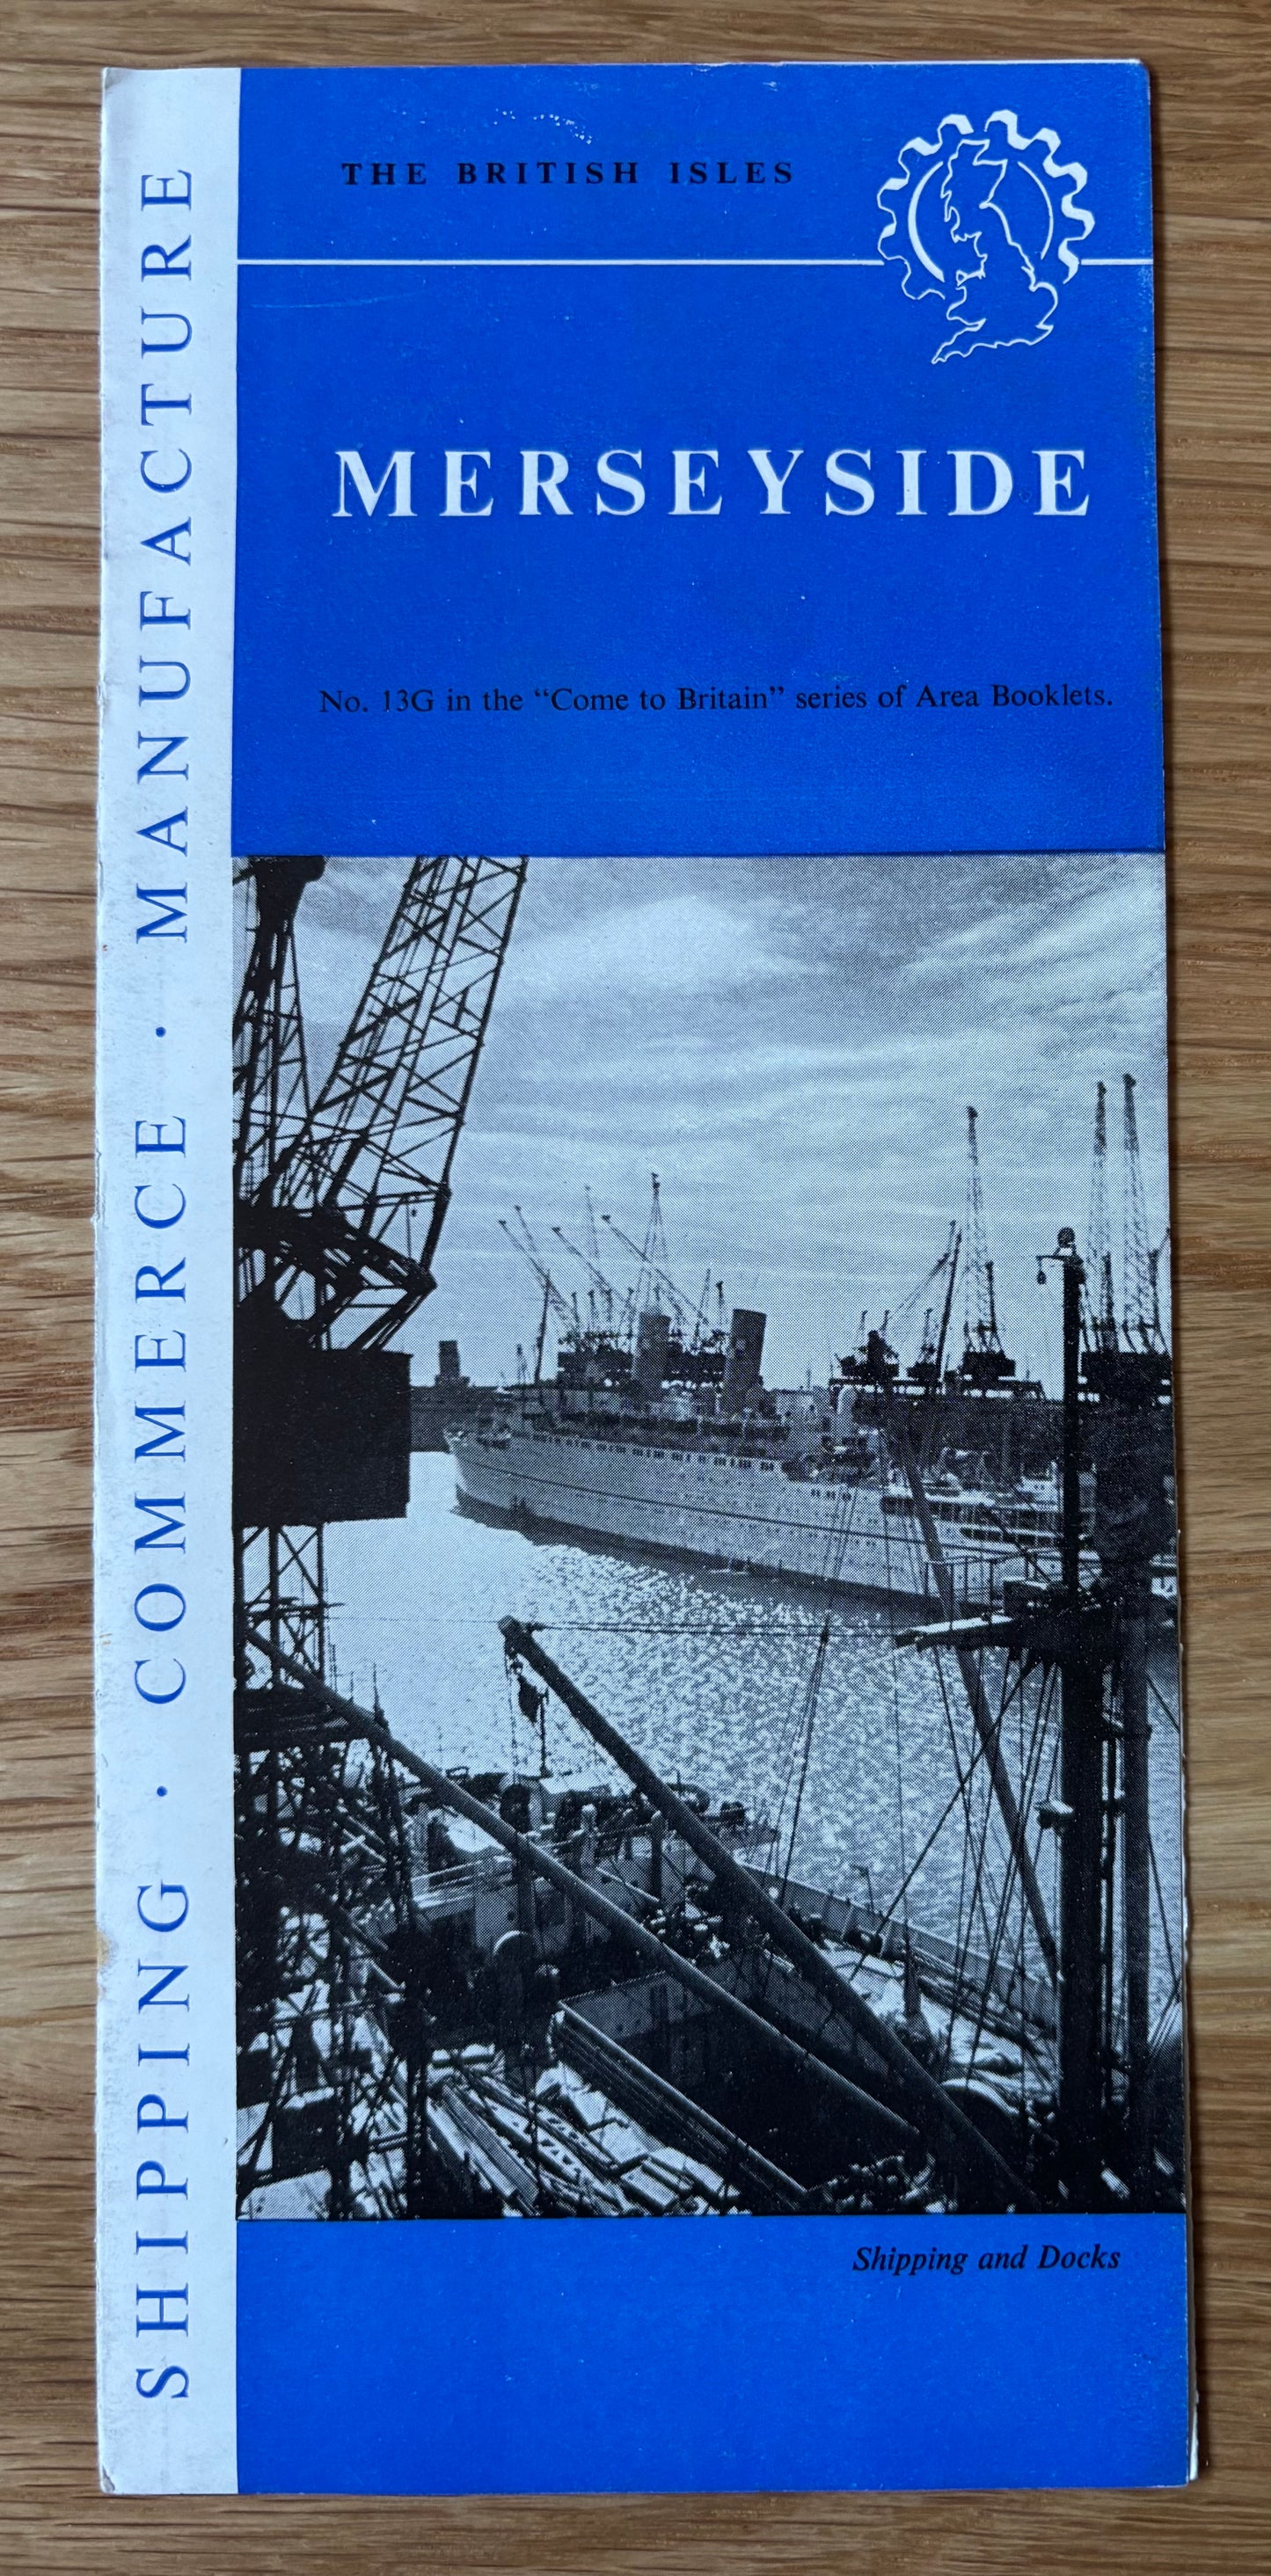 THE BRITISH ISLES
MERSEYSIDE
No. 13G in the “Come to Britain” series of Area Booklets.
SHIPPING · COMMERCE · MANUFACTURE
Shipping and Docks